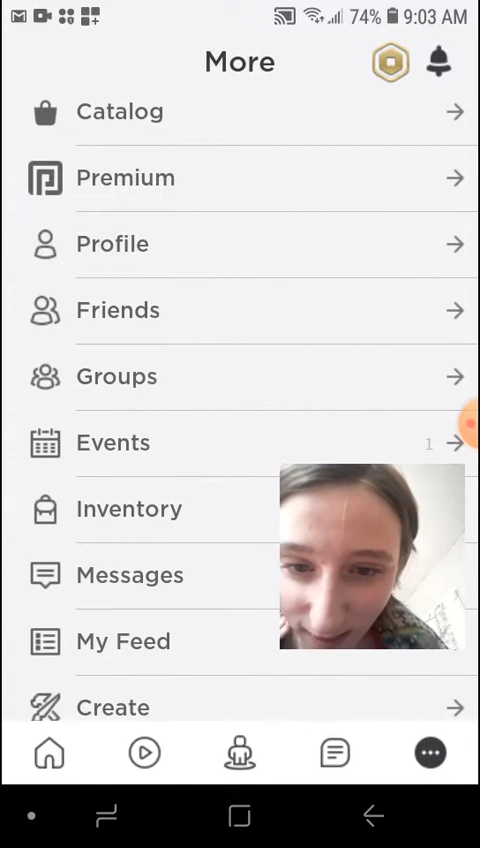 74% 9:03 AM
More
Catalog
Premium
Profile
Friends
Groups
Events 1
Inventory
Messages
My Feed
Create